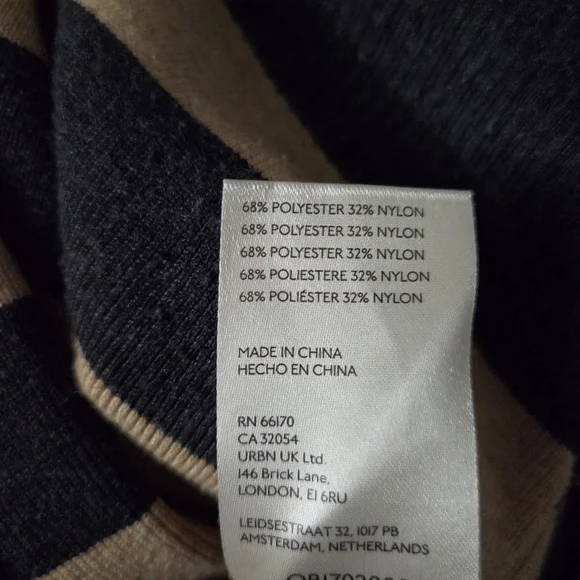 68% POLYESTER 32% NYLON
68% POLYESTER 32% NYLON
68% POLYESTER 32% NYLON
68% POLIESTERE 32% NYLON
68% POLIÉSTER 32% NYLON
MADE IN CHINA
HECHO EN CHINA
RN 66170
CA 32054
URBN UK Ltd.
146 Brick Lane,
LONDON, E1 6RU
LEIDSESTRAAT 32, 1017 PB
AMSTERDAM, NETHERLANDS